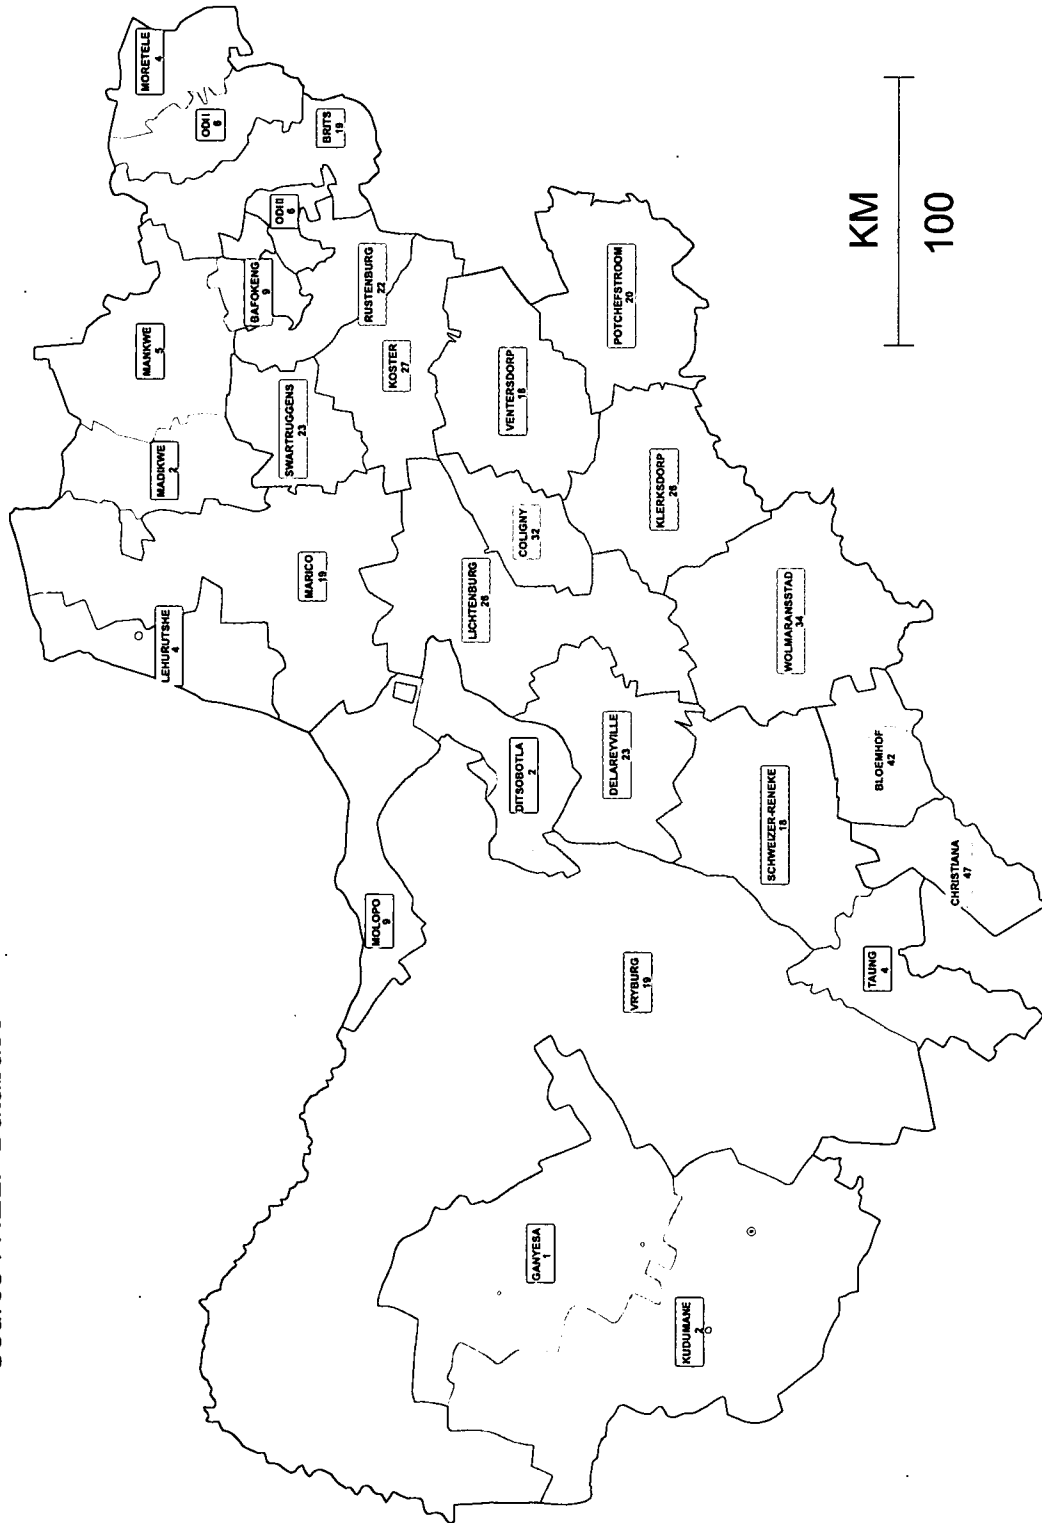 LEHURUTSHE
4
MADIKWE
2
MANKWE
5
MORETELE
4
ODI I
6
BAFOKENG
9
ODI II
6
SWARTRUGGENS
23
MARICO
19
BRITS
19
MOLOPO
9
RUSTENBURG
22
KOSTER
27
LICHTENBURG
26
VENTERSDORP
18
COLIGNY
32
DITSOBOTLA
2
GANYESA
1
DELAREYVILLE
23
POTCHEFSTROOM
20
VRYBURG
19
KLERKSDORP
26
KUDUMANE
2
SCHWEIZER-RENEKE
18
WOLMARANSSTAD
34
TAUNG
4
BLOEMHOF
42
CHRISTIANA
47
KM
100